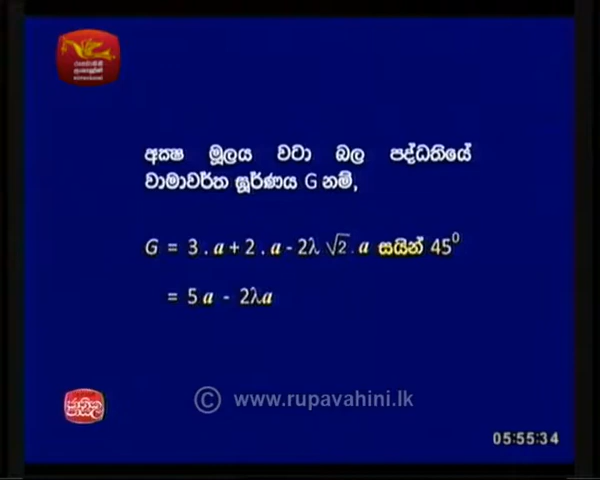 අක්ෂ මූලය වටා බල පද්ධතියේ
වාමාවර්ත ඝූර්ණය G නම්,
G = 3 . a + 2 . a - 2λ √2 . a සයින් 45⁰
= 5a - 2λa
© www.rupavahini.lk
05:55:34